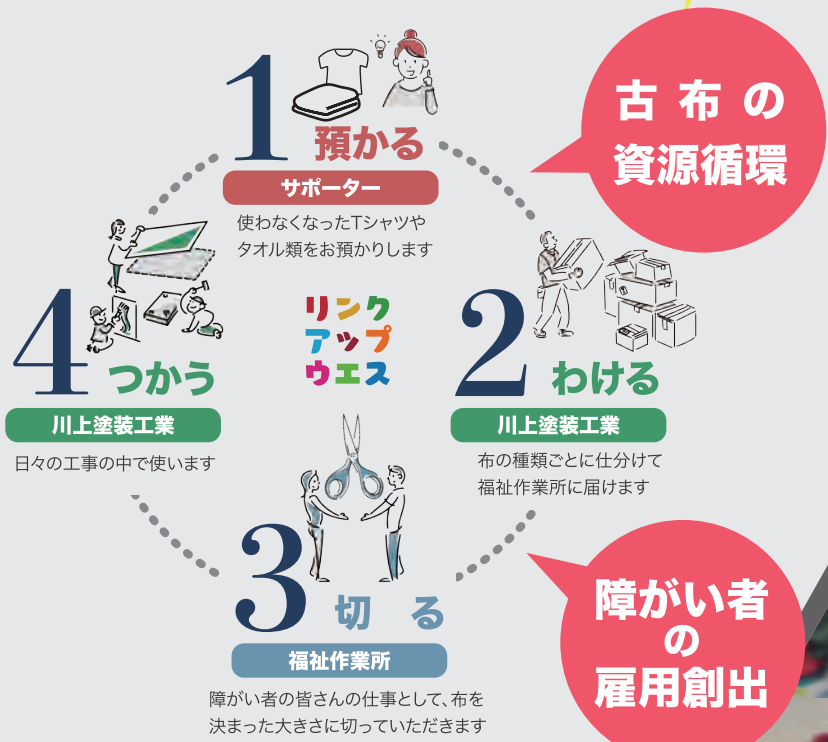 1
預かる
サポーター
使わなくなったTシャツや
タオル類をお預かりします
古布の
資源循環
2
わける
川上塗装工業
布の種類ごとに仕分けて
福祉作業所に届けます
リンク
アップ
ウエス
4
つかう
川上塗装工業
日々の工事の中で使います
3
切る
福祉作業所
障がい者の皆さんの仕事として、布を
決まった大きさに切っていただきます
障がい者
の
雇用創出